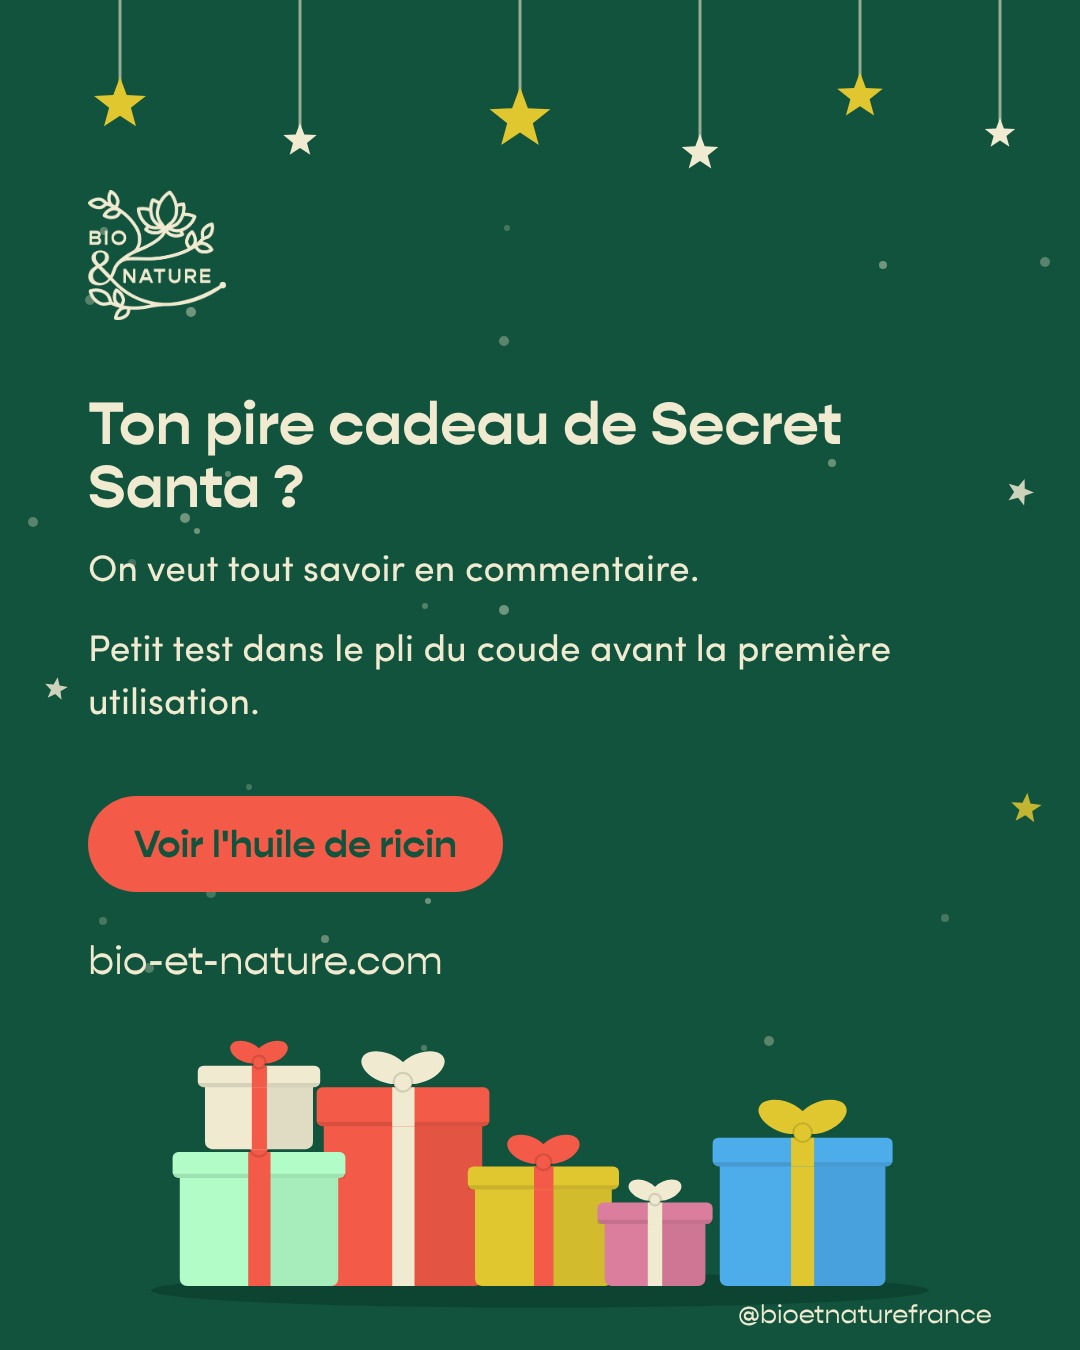 BIO
& NATURE
Ton pire cadeau de Secret
Santa ?
On veut tout savoir en commentaire.
Petit test dans le pli du coude avant la première
utilisation.
Voir l'huile de ricin
bio-et-nature.com
@bioetnaturefrance